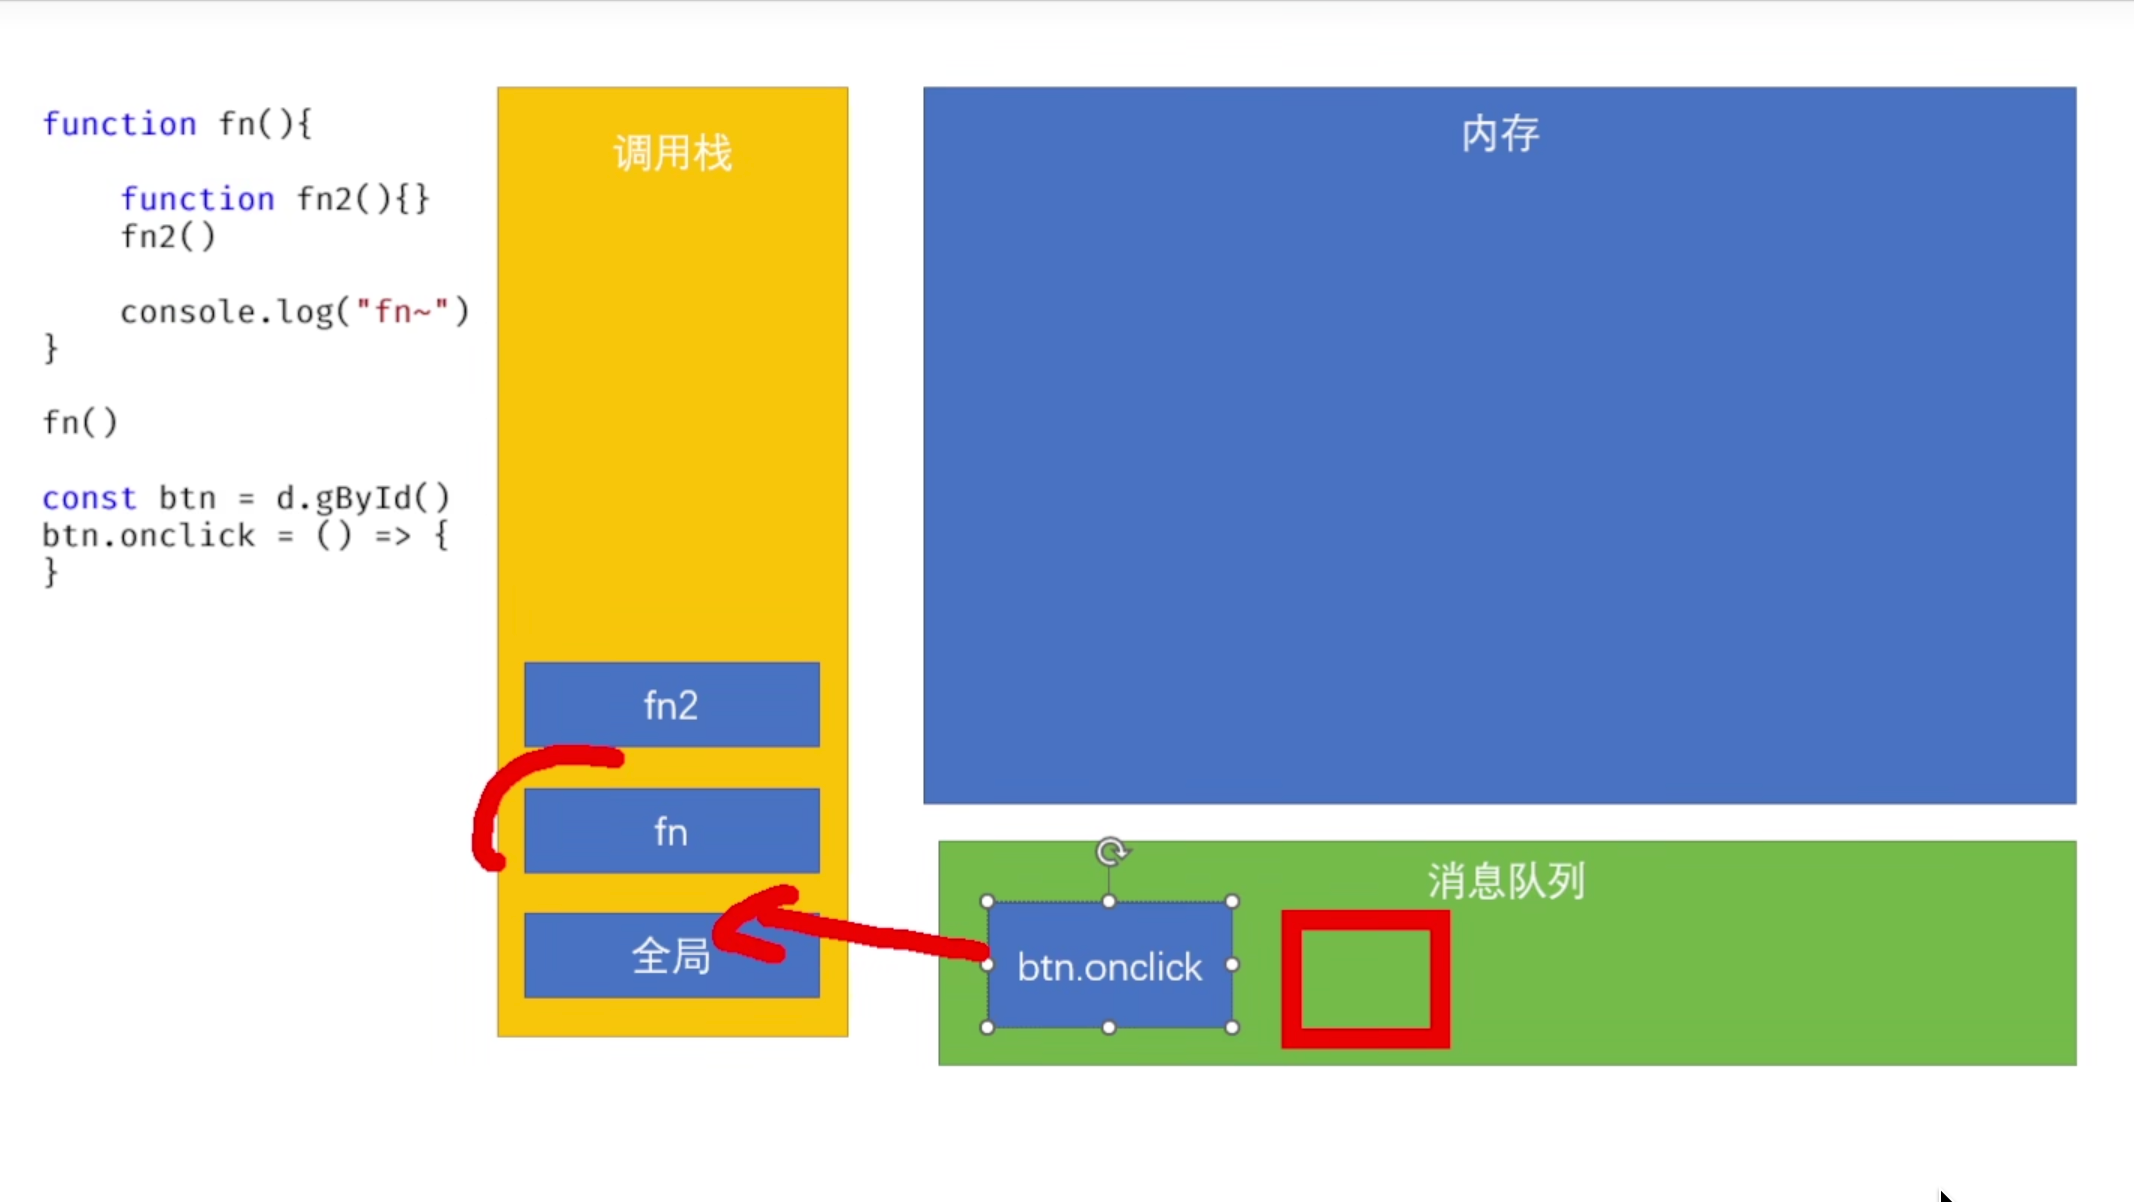 function fn(){
function fn2(){}
fn2()
console.log("fn~")
}
fn()
const btn = d.gById()
btn.onclick = () => {
}
调用栈
fn2
fn
全局
内存
消息队列
btn.onclick